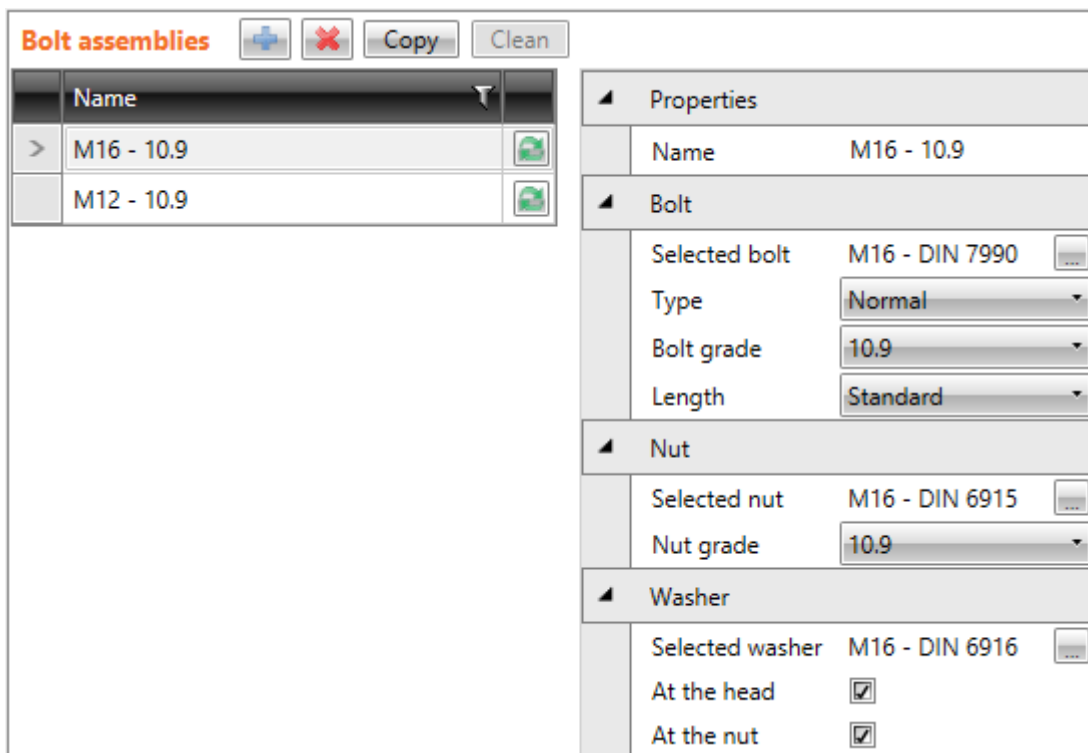 Bolt assemblies Copy Clean
Name
M16 - 10.9
M12 - 10.9
Properties
Name M16 - 10.9
Bolt
Selected bolt M16 - DIN 7990 ...
Type Normal
Bolt grade 10.9
Length Standard
Nut
Selected nut M16 - DIN 6915 ...
Nut grade 10.9
Washer
Selected washer M16 - DIN 6916 ...
At the head
At the nut